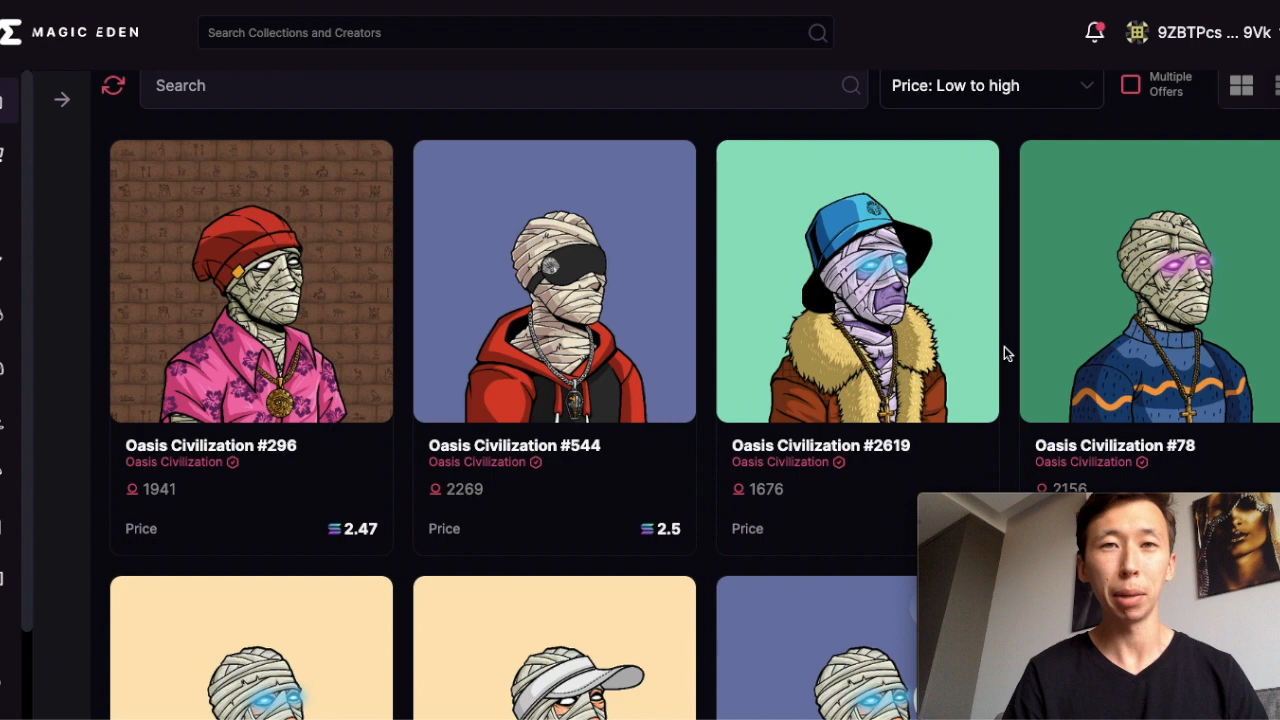 MAGIC EDEN
Search Collections and Creators
9ZBTPcs ... 9Vk
Search
Price: Low to high
Multiple
Offers
Oasis Civilization #296
Oasis Civilization
1941
Price
2.47
Oasis Civilization #544
Oasis Civilization
2269
Price
2.5
Oasis Civilization #2619
Oasis Civilization
1676
Price
Oasis Civilization #78
Oasis Civilization
2156